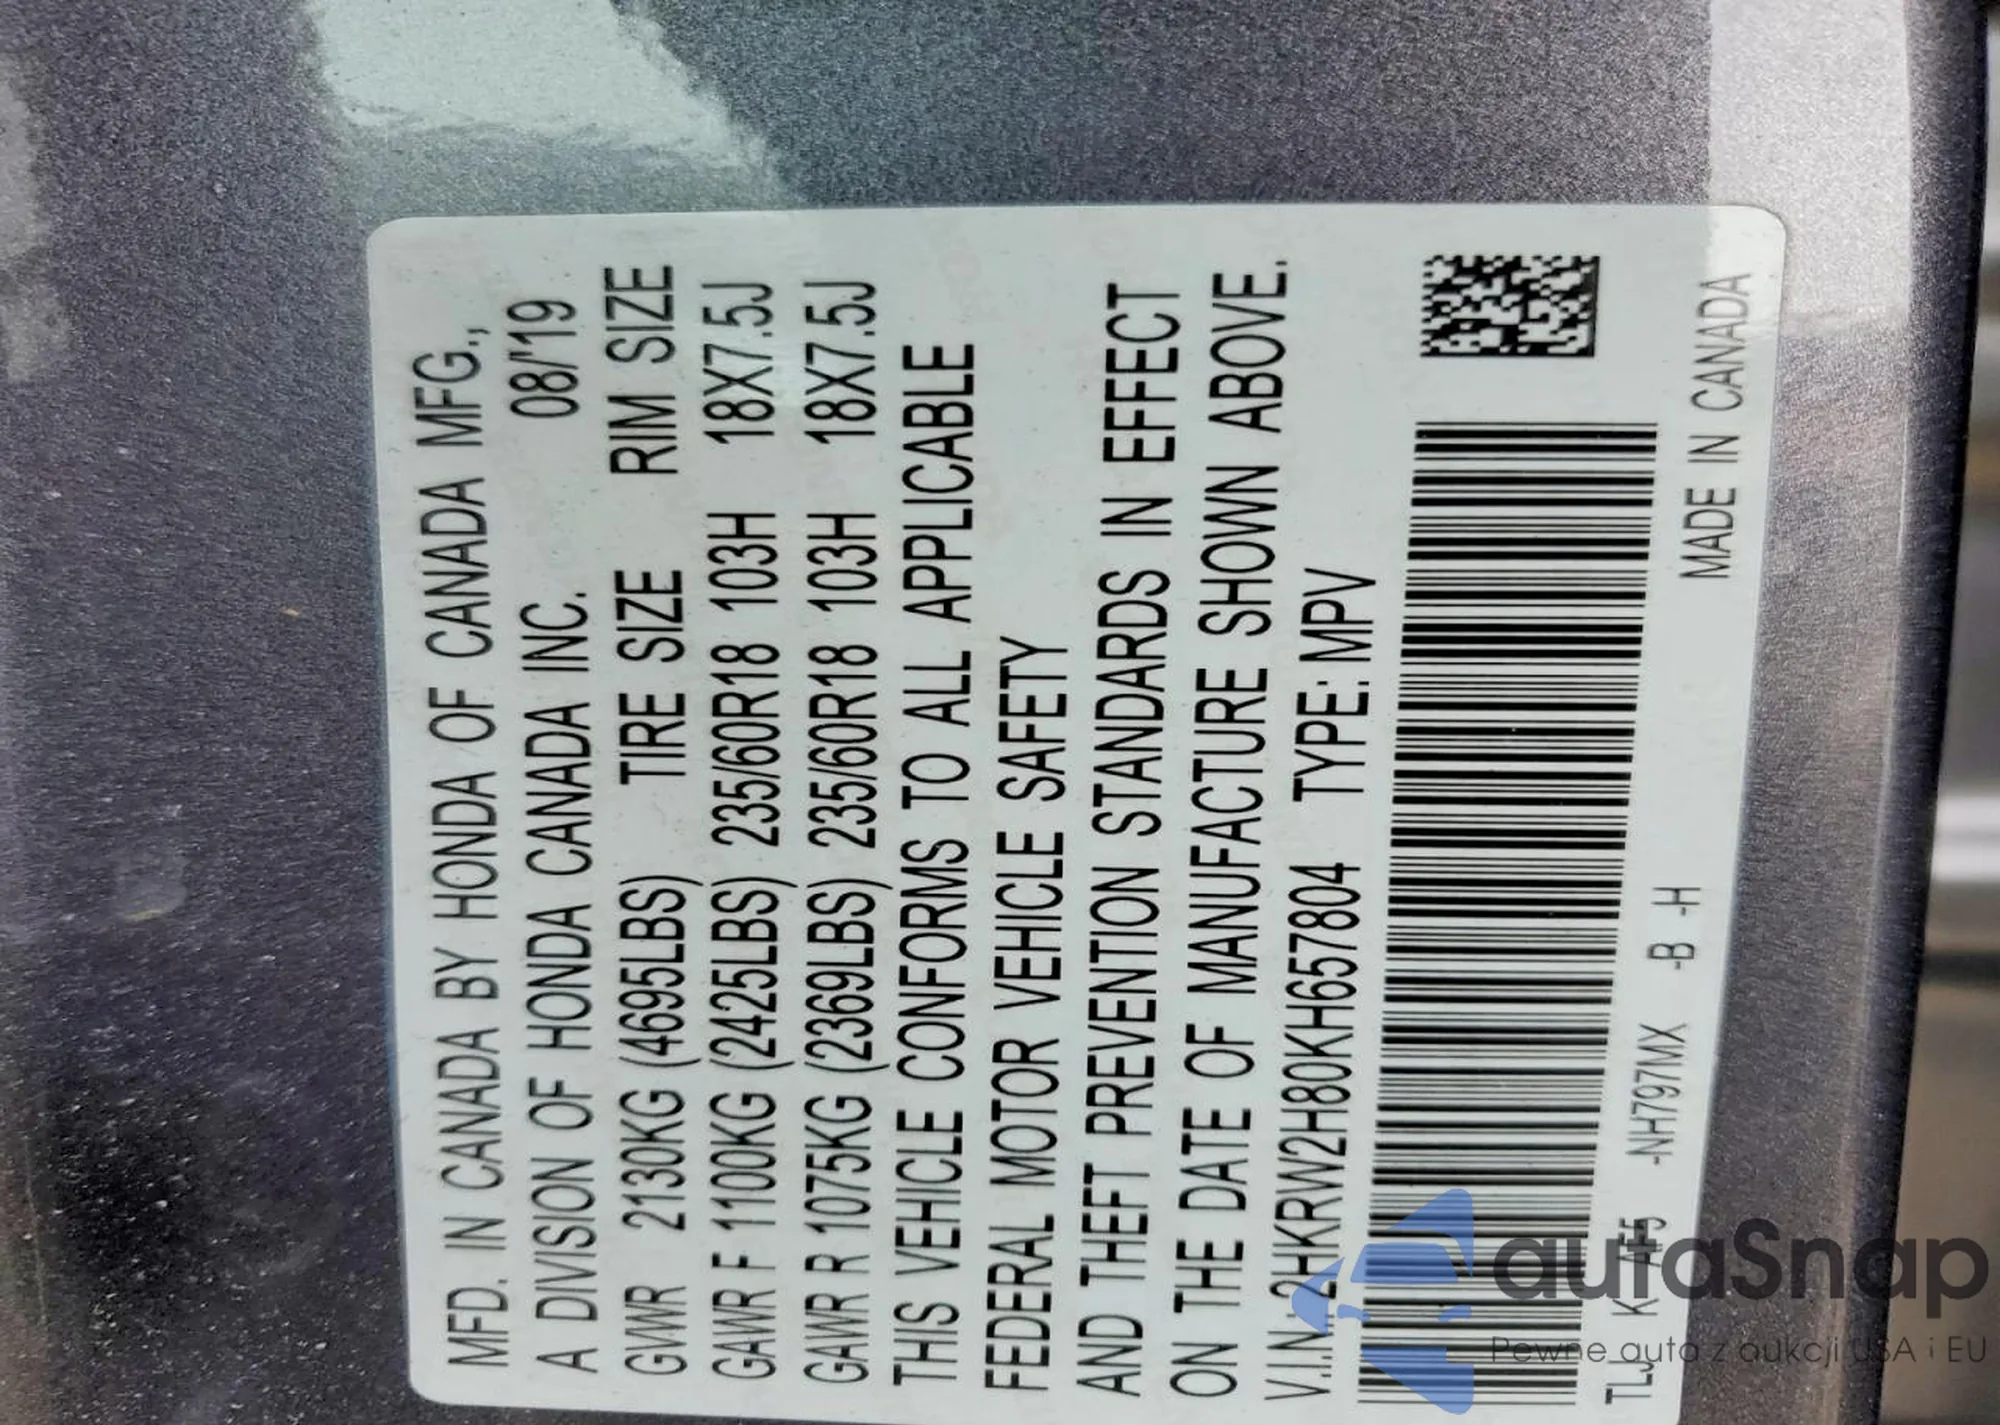 MFD. IN CANADA BY HONDA OF CANADA MFG.,
A DIVISION OF HONDA CANADA INC. 08/'19
GVWR 2130KG (4695LBS) TIRE SIZE RIM SIZE
GAWR F 1100KG (2425LBS) 235/60R18 103H 18X7.5J
GAWR R 1075KG (2369LBS) 235/60R18 103H 18X7.5J
THIS VEHICLE CONFORMS TO ALL APPLICABLE
FEDERAL MOTOR VEHICLE SAFETY
AND THEFT PREVENTION STANDARDS IN EFFECT
ON THE DATE OF MANUFACTURE SHOWN ABOVE.
V.I.N.:2HKRW2H80KH657804 TYPE: MPV
TLJ K -NH797MX -B -H
MADE IN CANADA
autaSnap
Pewne auta z aukcji USA i EU